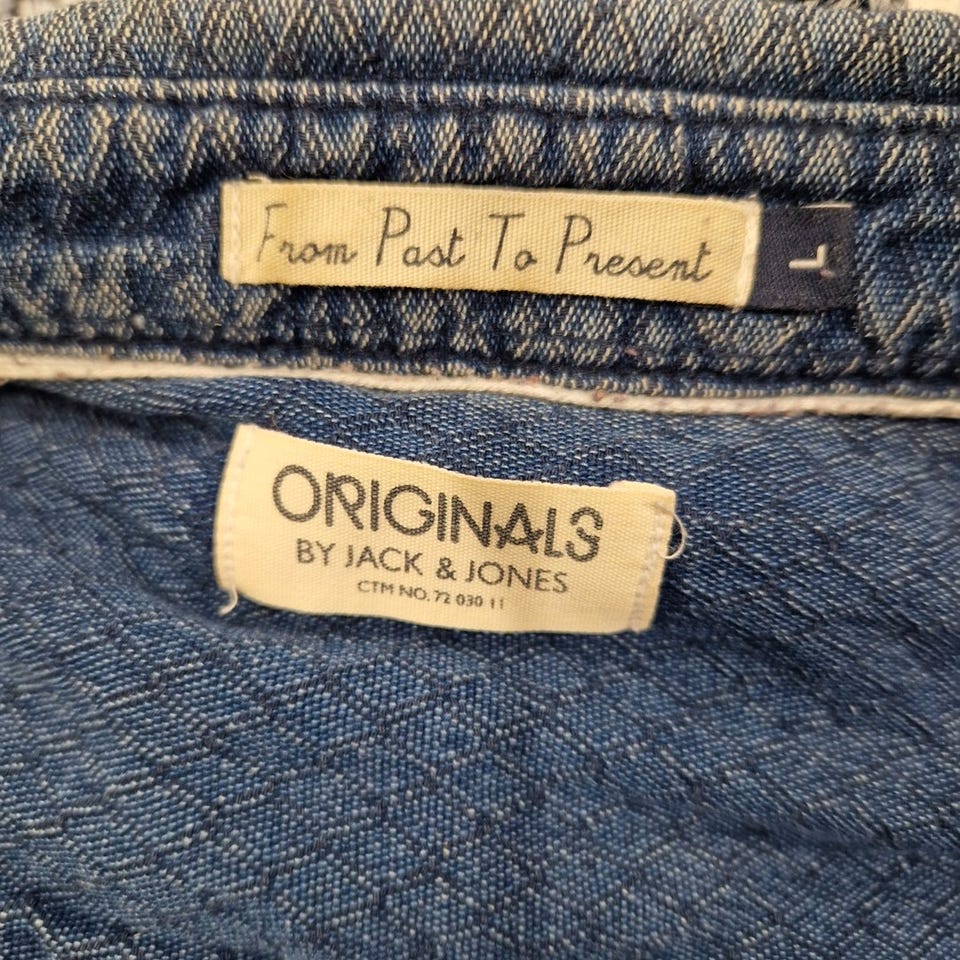 From Past To Present
L
ORIGINALS
BY JACK & JONES
CTM NO. 72 030 11